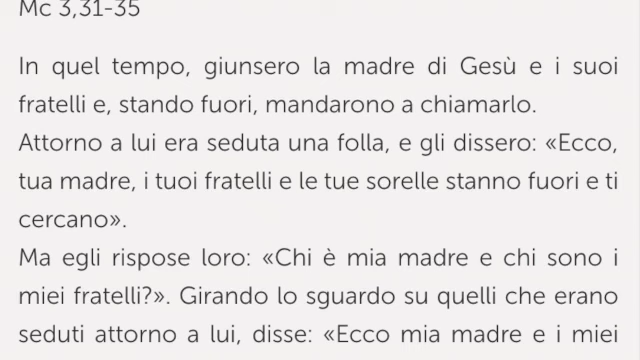 Mc 3,31-35
In quel tempo, giunsero la madre di Gesù e i suoi
fratelli e, stando fuori, mandarono a chiamarlo.
Attorno a lui era seduta una folla, e gli dissero: «Ecco,
tua madre, i tuoi fratelli e le tue sorelle stanno fuori e ti
cercano».
Ma egli rispose loro: «Chi è mia madre e chi sono i
miei fratelli?». Girando lo sguardo su quelli che erano
seduti attorno a lui, disse: «Ecco mia madre e i miei